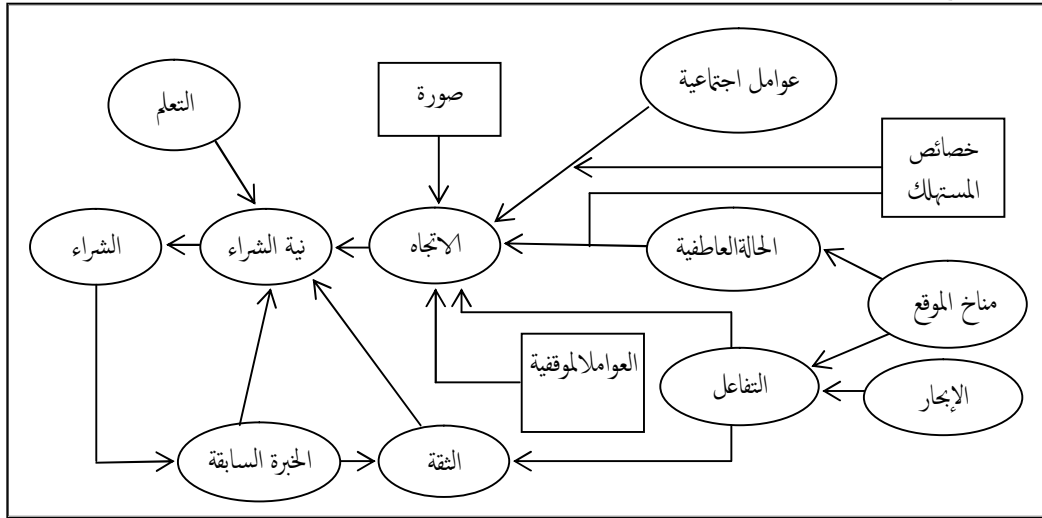 عوامل اجتماعية
صورة
التعلم
خصائص
المستهلك
الحالةالعاطفية
الاتجاه
نية الشراء
الشراء
مناخ الموقع
العواملالموقفية
التفاعل
الإبحار
الثقة
الخبرة السابقة